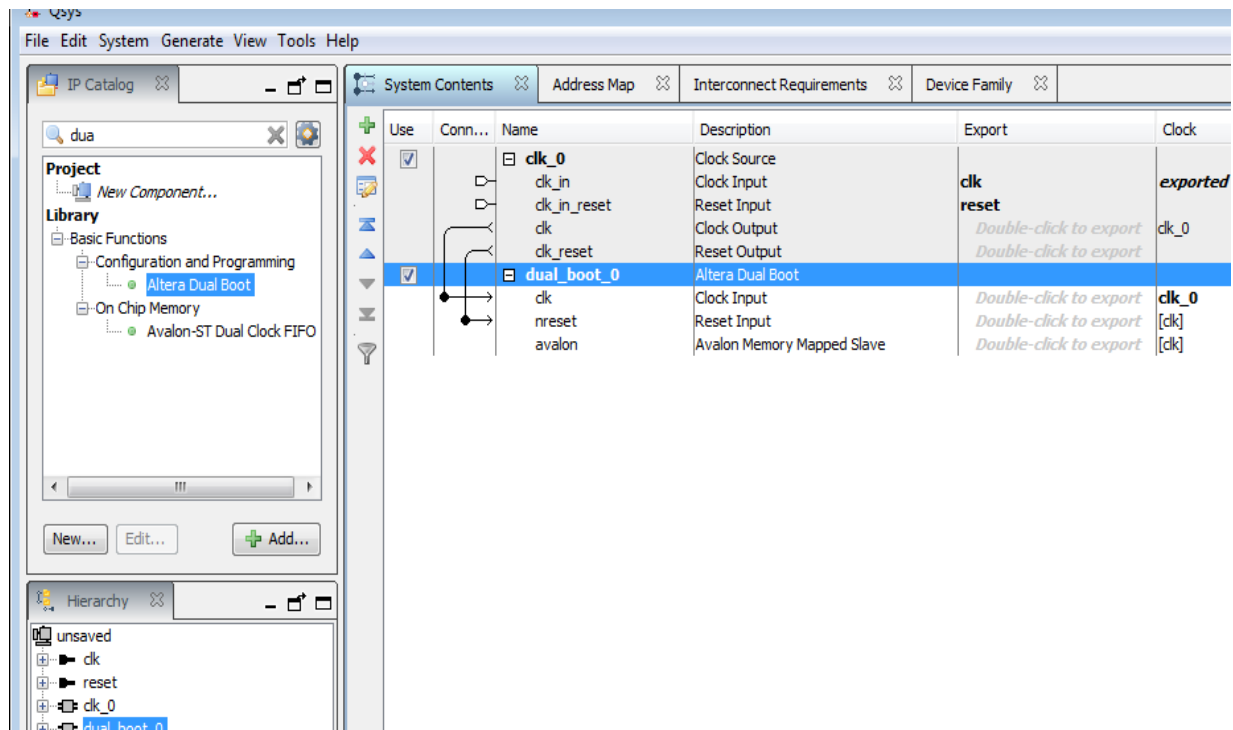 Qsys
File Edit System Generate View Tools Help
IP Catalog
dua
Project
New Component...
Library
Basic Functions
Configuration and Programming
Altera Dual Boot
On Chip Memory
Avalon-ST Dual Clock FIFO
New... Edit... Add...
Hierarchy
unsaved
clk
reset
clk_0
dual_boot_0
System Contents Address Map Interconnect Requirements Device Family
Use Conn... Name Description Export Clock
clk_0 Clock Source
clk_in Clock Input clk exported
clk_in_reset Reset Input reset
clk Clock Output Double-click to export clk_0
clk_reset Reset Output Double-click to export
dual_boot_0 Altera Dual Boot
clk Clock Input Double-click to export clk_0
nreset Reset Input Double-click to export [clk]
avalon Avalon Memory Mapped Slave Double-click to export [clk]